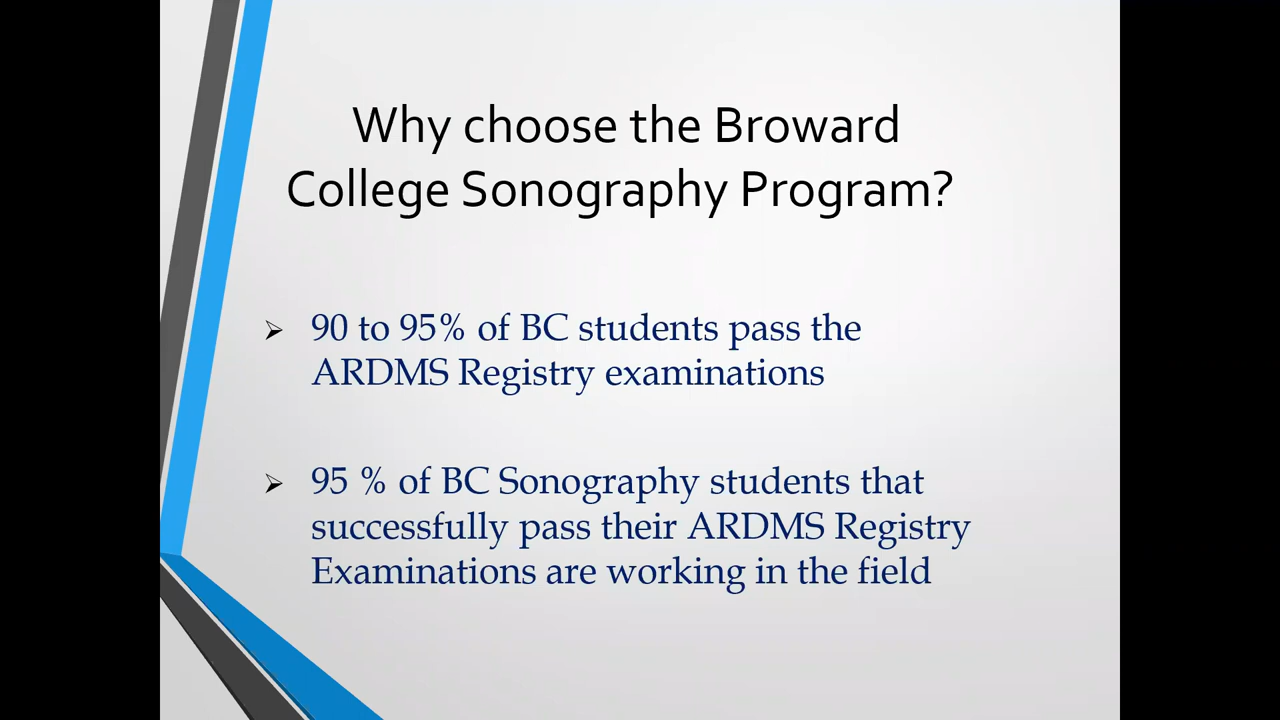 Why choose the Broward
College Sonography Program?
➢ 90 to 95% of BC students pass the
ARDMS Registry examinations
➢ 95 % of BC Sonography students that
successfully pass their ARDMS Registry
Examinations are working in the field